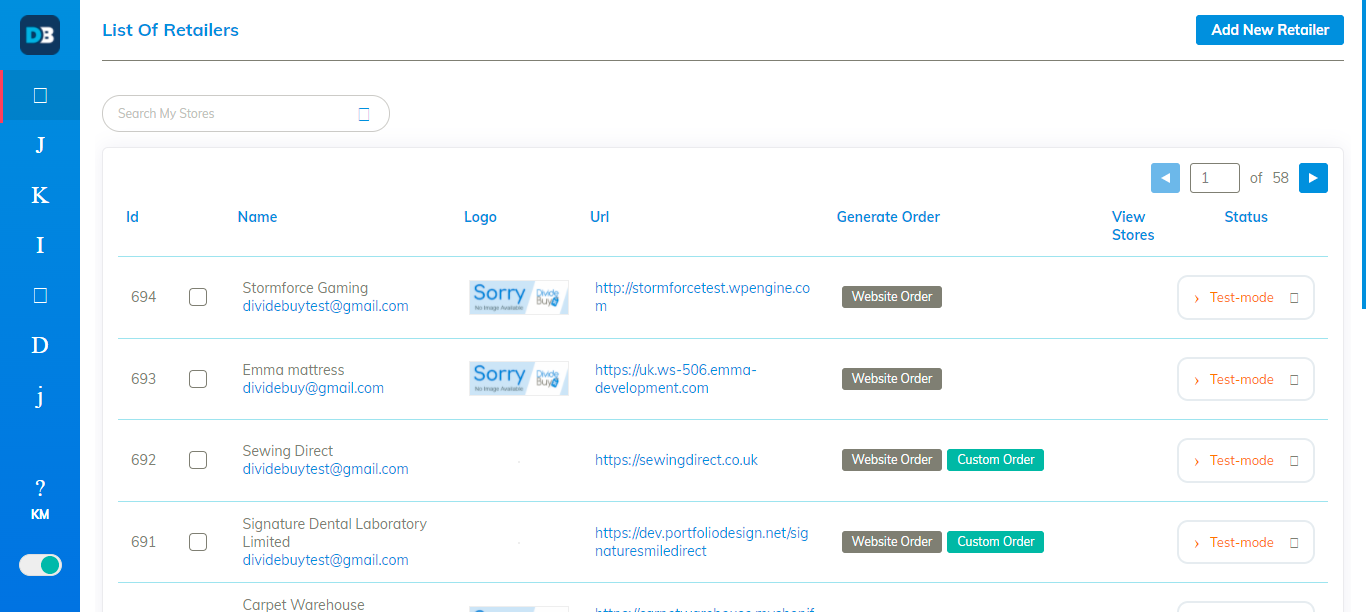 DB
List Of Retailers
Add New Retailer
J
K
I
D
j
?
KM
Search My Stores
1 of 58
Id Name Logo Url Generate Order View Stores Status
694 Stormforce Gaming
dividebuytest@gmail.com
Sorry
No Image Available
Divide
Buy
http://stormforcetest.wpengine.co
m
Website Order
› Test-mode
693 Emma mattress
dividebuy@gmail.com
Sorry
No Image Available
Divide
Buy
https://uk.ws-506.emma-
development.com
Website Order
› Test-mode
692 Sewing Direct
dividebuytest@gmail.com
https://sewingdirect.co.uk
Website Order Custom Order
› Test-mode
691 Signature Dental Laboratory
Limited
dividebuytest@gmail.com
https://dev.portfoliodesign.net/sig
naturesmiledirect
Website Order Custom Order
› Test-mode
Carpet Warehouse